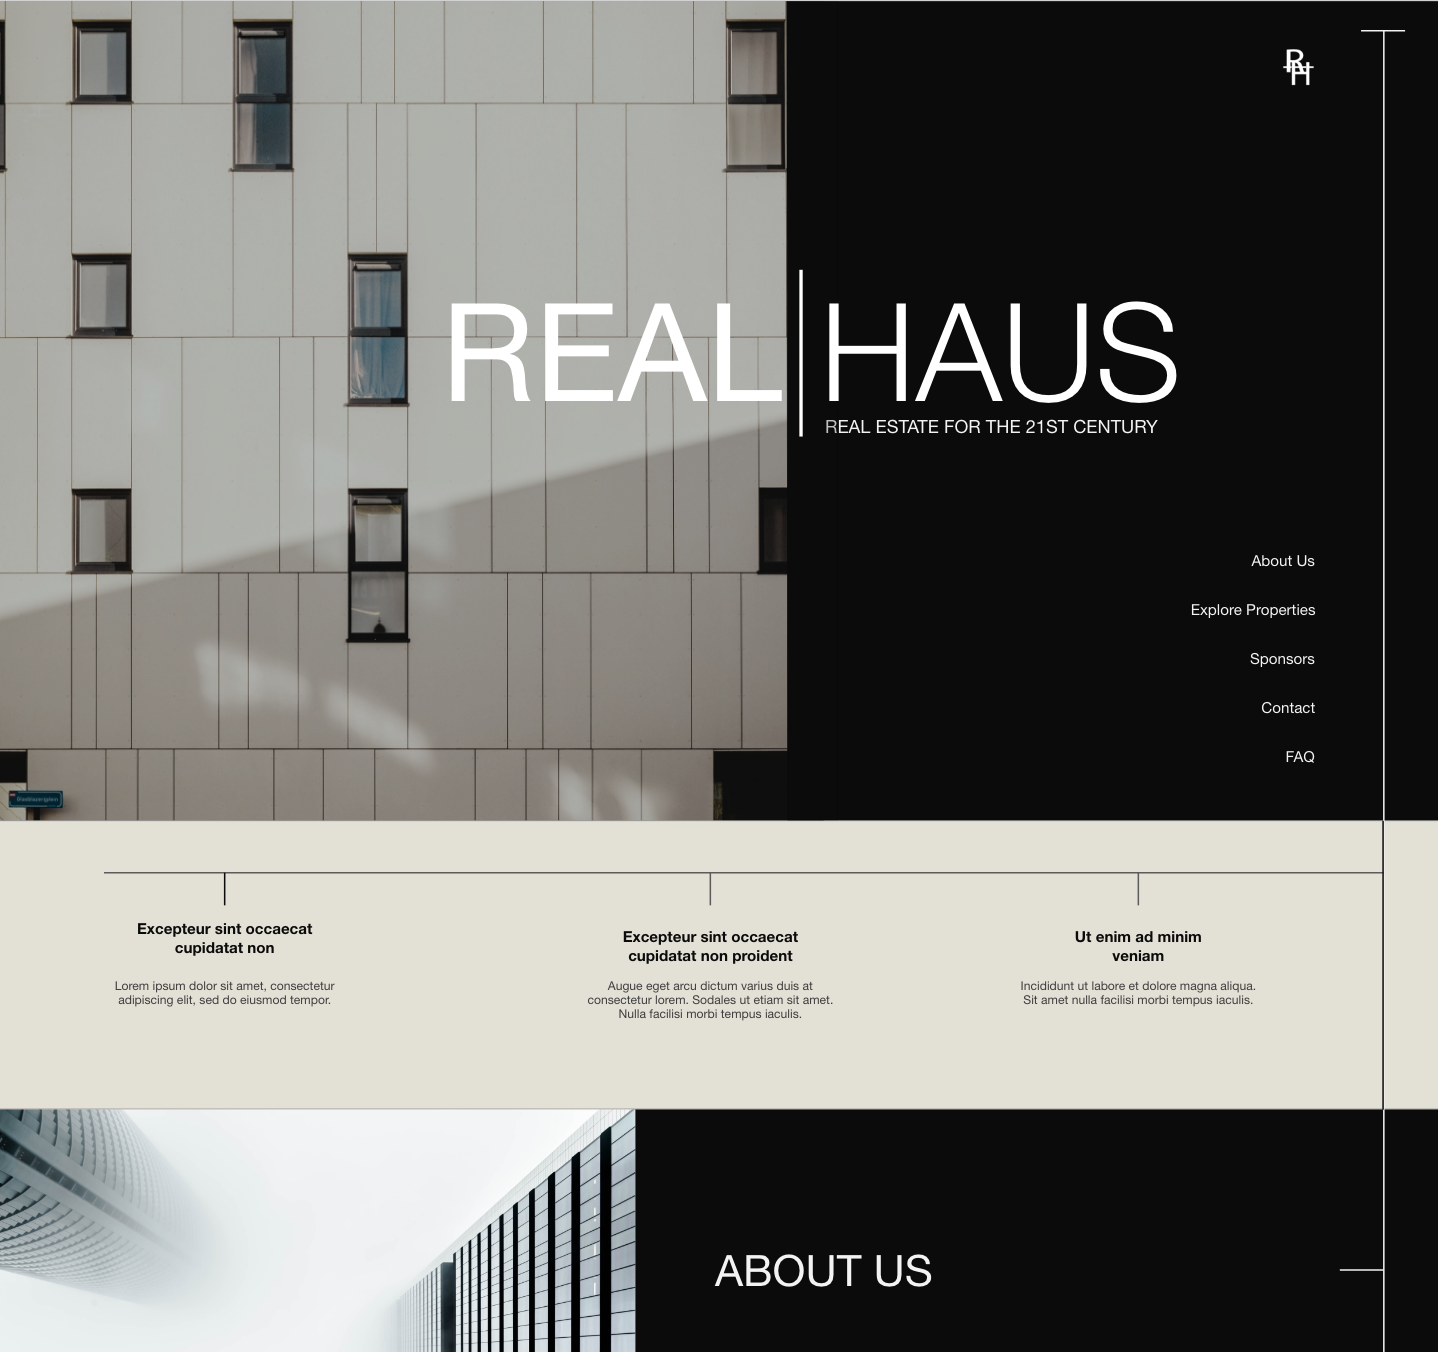 RH
REAL HAUS
REAL ESTATE FOR THE 21ST CENTURY
About Us
Explore Properties
Sponsors
Contact
FAQ
Excepteur sint occaecat
cupidatat non
Lorem ipsum dolor sit amet, consectetur
adipiscing elit, sed do eiusmod tempor.
Excepteur sint occaecat
cupidatat non proident
Augue eget arcu dictum varius duis at
consectetur lorem. Sodales ut etiam sit amet.
Nulla facilisi morbi tempus iaculis.
Ut enim ad minim
veniam
Incididunt ut labore et dolore magna aliqua.
Sit amet nulla facilisi morbi tempus iaculis.
ABOUT US